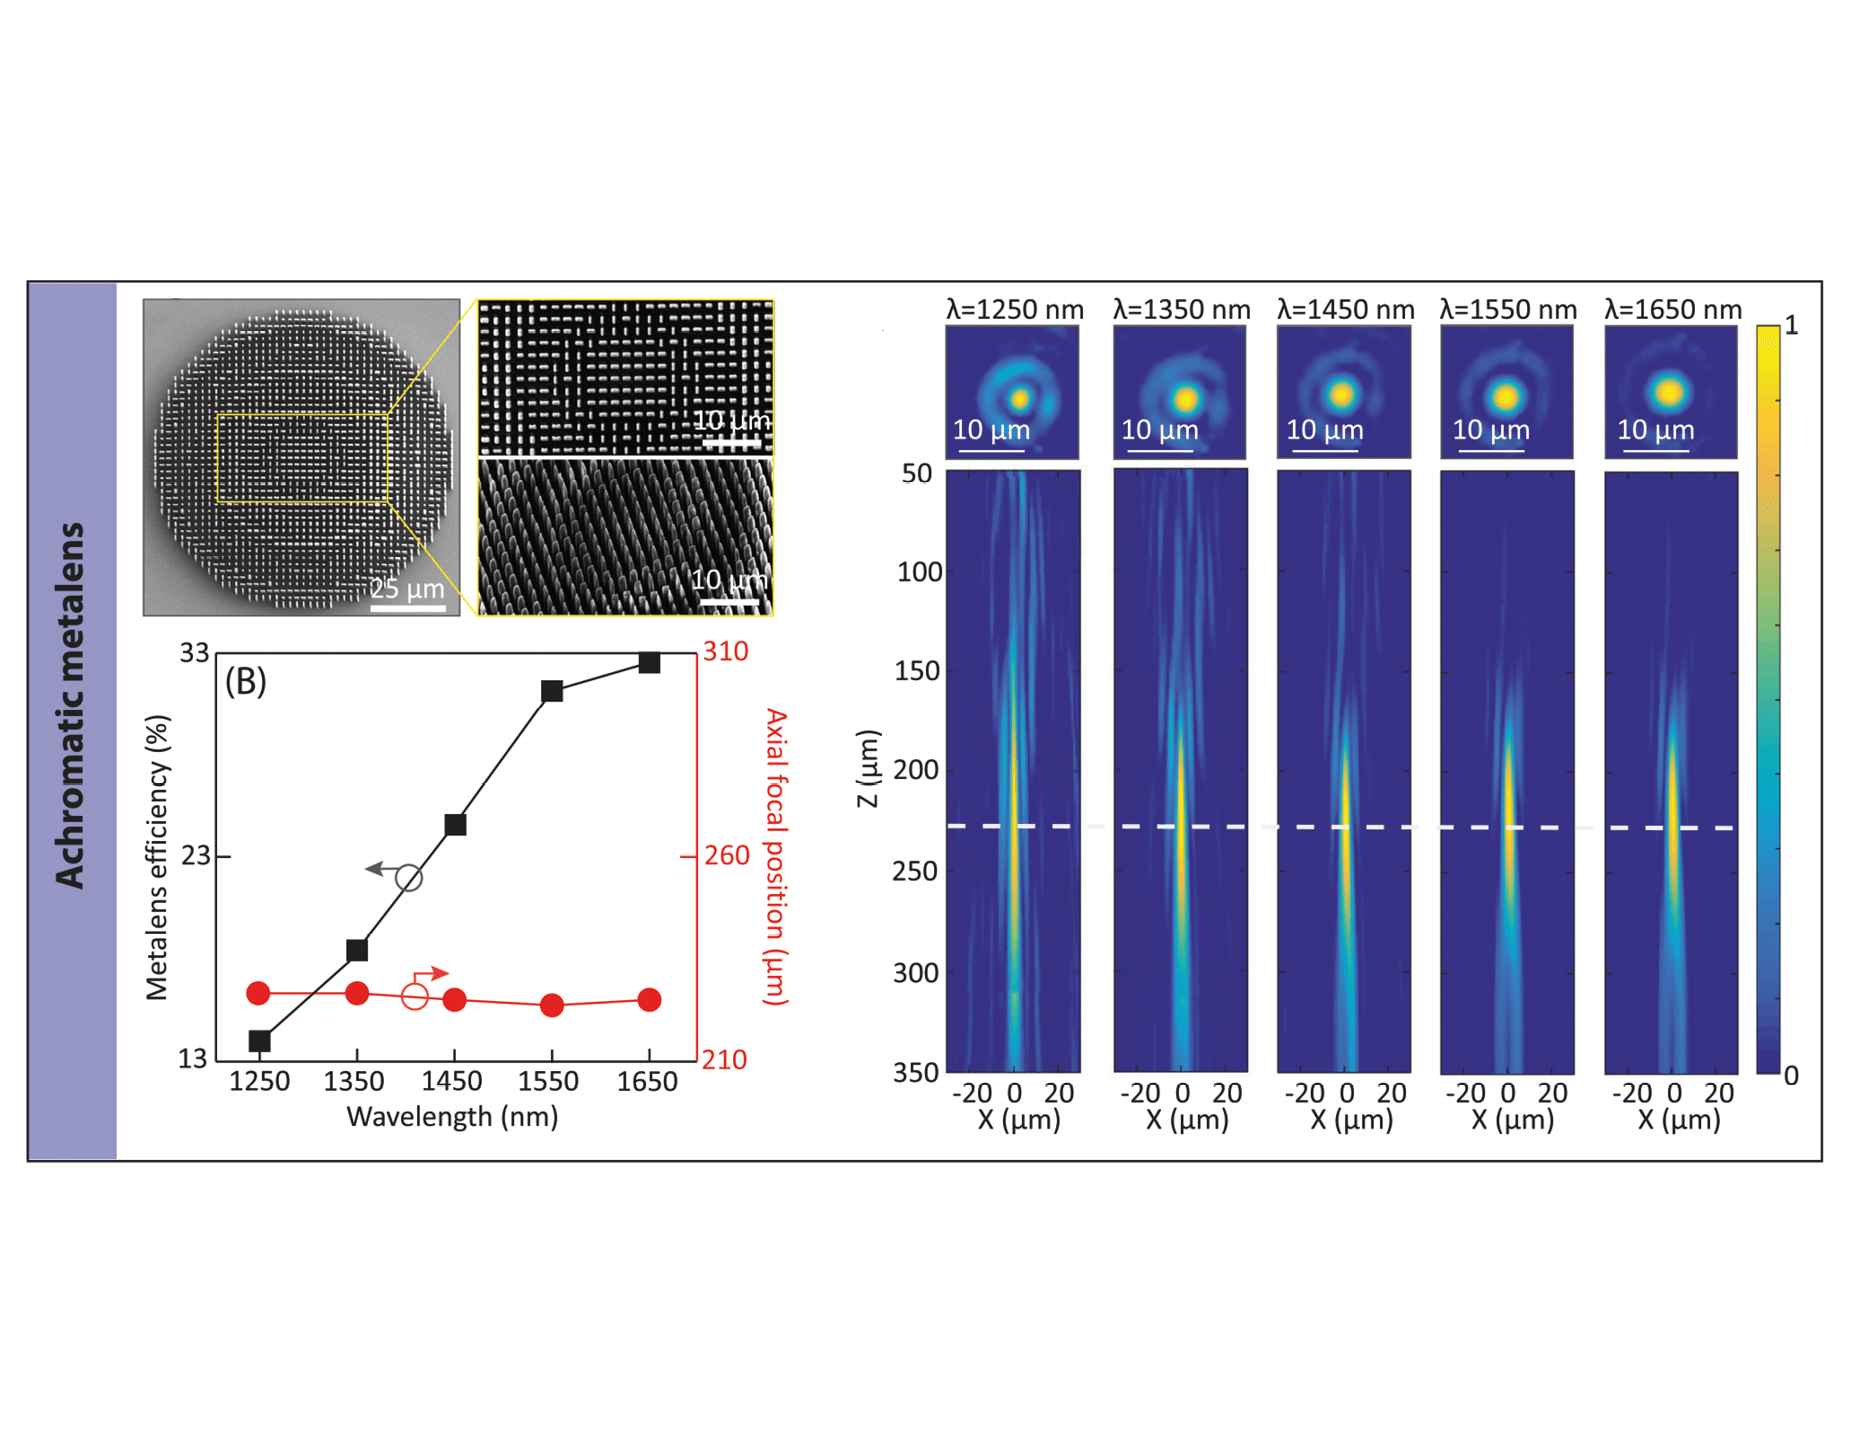 Achromatic metalens
25 μm
10 μm
10 μm
(B)
33
23
13
Metalens efficiency (%)
310
260
210
Axial focal position (μm)
1250 1350 1450 1550 1650
Wavelength (nm)
λ=1250 nm λ=1350 nm λ=1450 nm λ=1550 nm λ=1650 nm
10 μm 10 μm 10 μm 10 μm 10 μm
50
100
150
200
250
300
350
Z (μm)
-20 0 20 -20 0 20 -20 0 20 -20 0 20 -20 0 20
X (μm) X (μm) X (μm) X (μm) X (μm)
1
0